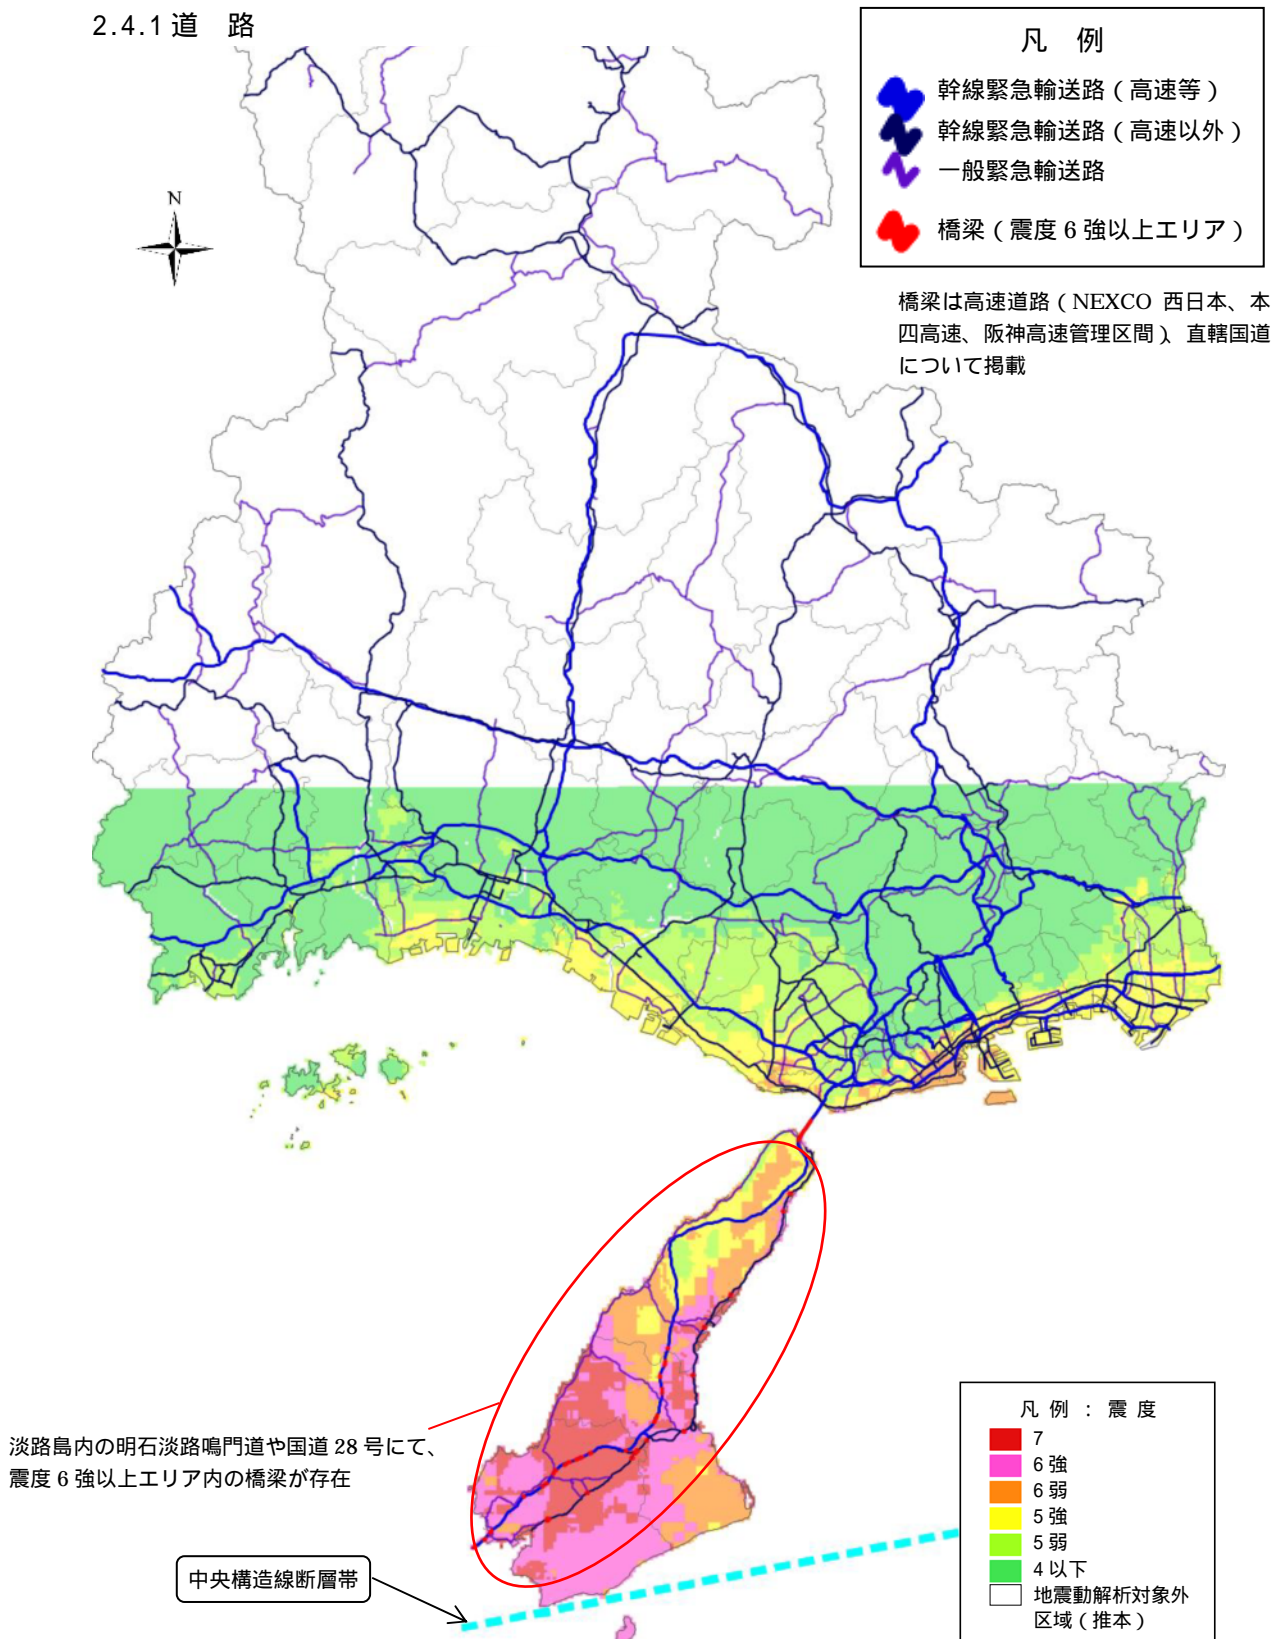 2.4.1 道　路
凡　例
幹線緊急輸送路（高速等）
幹線緊急輸送路（高速以外）
一般緊急輸送路
橋梁（震度 6 強以上エリア）
N
橋梁は高速道路（NEXCO 西日本、本
四高速、阪神高速管理区間）、直轄国道
について掲載
淡路島内の明石淡路鳴門道や国道 28 号にて、
震度 6 強以上エリア内の橋梁が存在
中央構造線断層帯
凡 例 ： 震 度
7
6 強
6 弱
5 強
5 弱
4 以下
地震動解析対象外
区域（推本）